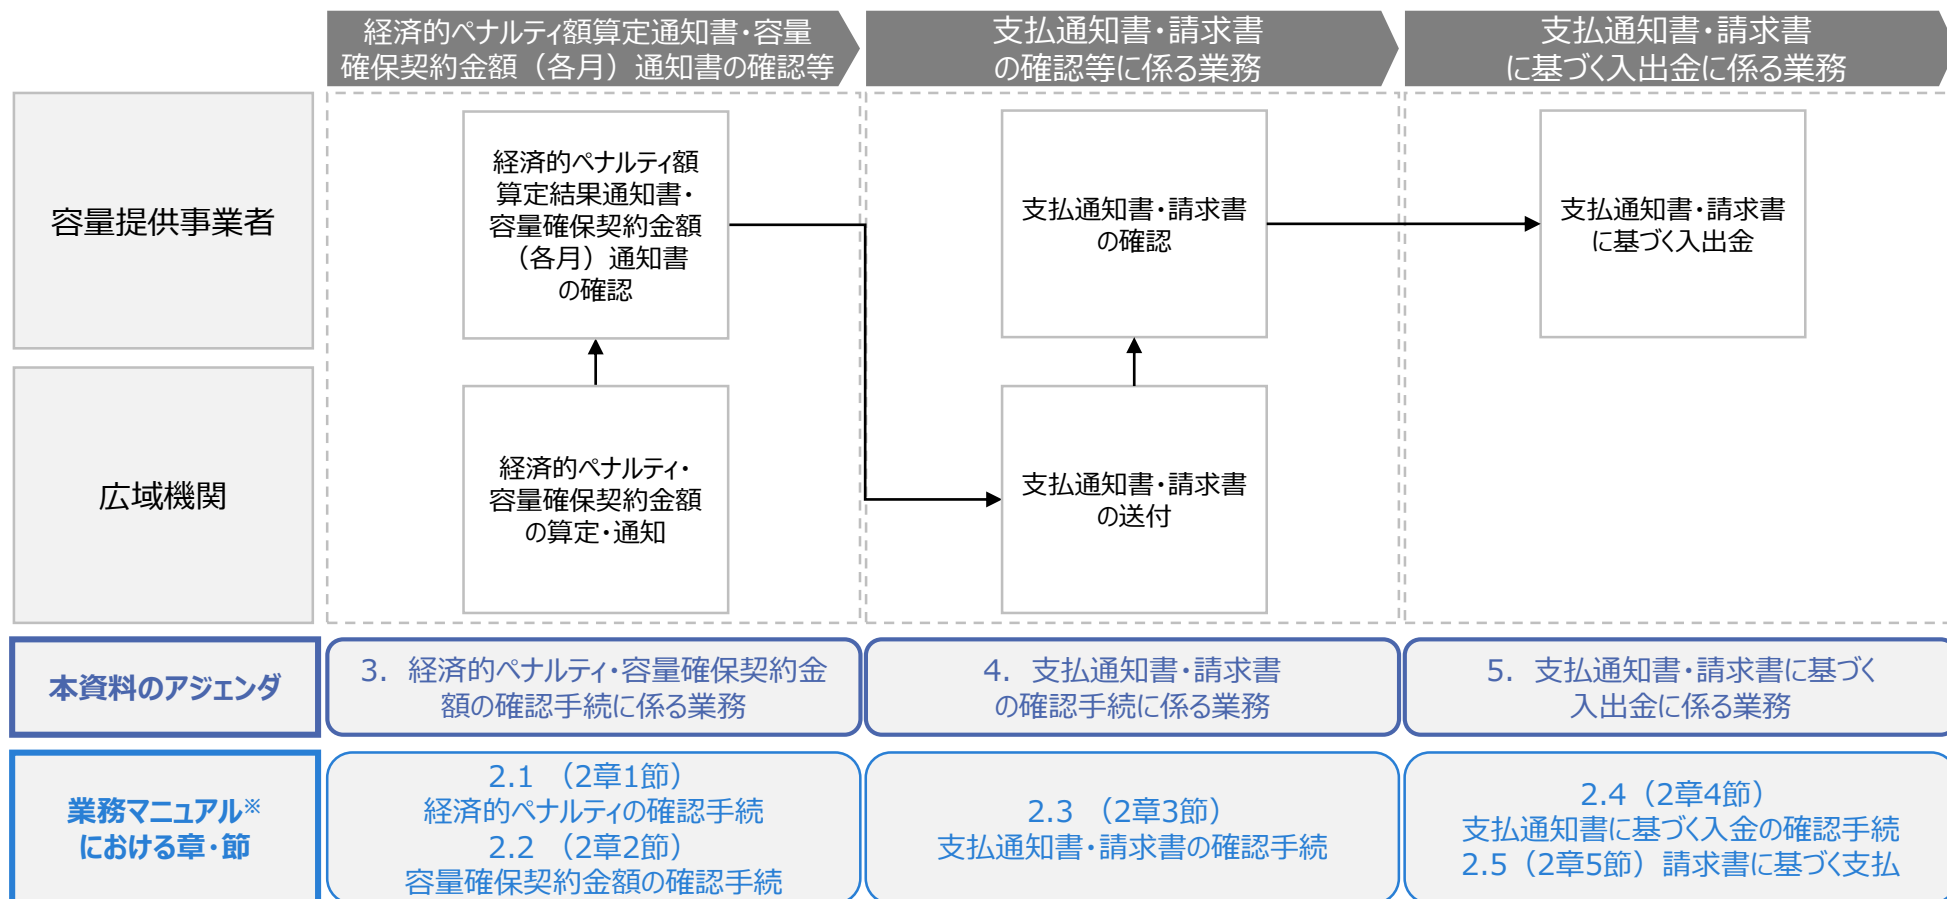 経済的ペナルティ額算定通知書・容量
確保契約金額（各月）通知書の確認等
支払通知書・請求書
の確認等に係る業務
支払通知書・請求書
に基づく入出金に係る業務
容量提供事業者
経済的ペナルティ額
算定結果通知書・
容量確保契約金額
（各月）通知書
の確認
支払通知書・請求書
の確認
支払通知書・請求書
に基づく入出金
広域機関
経済的ペナルティ・
容量確保契約金額
の算定・通知
支払通知書・請求書
の送付
本資料のアジェンダ
3. 経済的ペナルティ・容量確保契約金
額の確認手続に係る業務
4. 支払通知書・請求書
の確認手続に係る業務
5. 支払通知書・請求書に基づく
入出金に係る業務
業務マニュアル※
における章・節
2.1 （2章1節）
経済的ペナルティの確認手続
2.2 （2章2節）
容量確保契約金額の確認手続
2.3 （2章3節）
支払通知書・請求書の確認手続
2.4（2章4節）
支払通知書に基づく入金の確認手続
2.5（2章5節）請求書に基づく支払